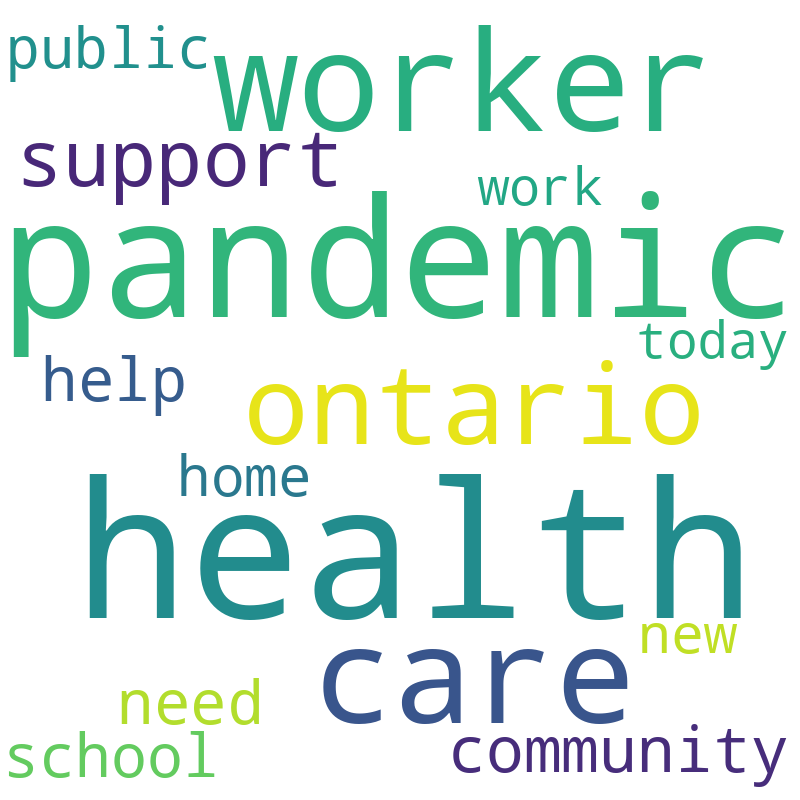 public
worker
support
work
pandemic
today
help
ontario
home
health
new
care
need
school
community